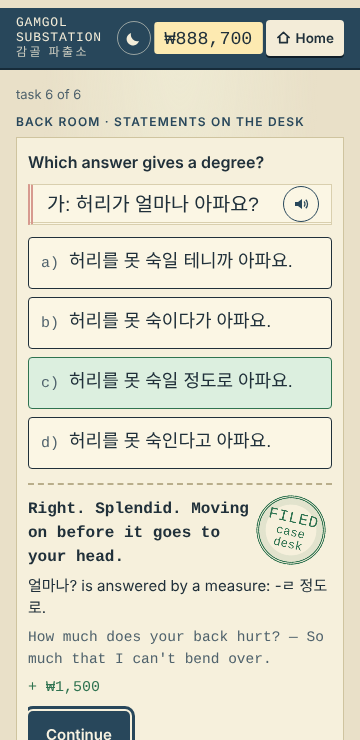 GAMGOL
SUBSTATION
감골 파출소
₩888,700
Home
task 6 of 6
BACK ROOM · STATEMENTS ON THE DESK
Which answer gives a degree?
가: 허리가 얼마나 아파요?
a) 허리를 못 숙일 테니까 아파요.
b) 허리를 못 숙이다가 아파요.
c) 허리를 못 숙일 정도로 아파요.
d) 허리를 못 숙인다고 아파요.
Right. Splendid. Moving
on before it goes to
your head.
FILED
case
desk
얼마나? is answered by a measure: -ㄹ 정도
로.
How much does your back hurt? — So
much that I can't bend over.
+ ₩1,500
Continue